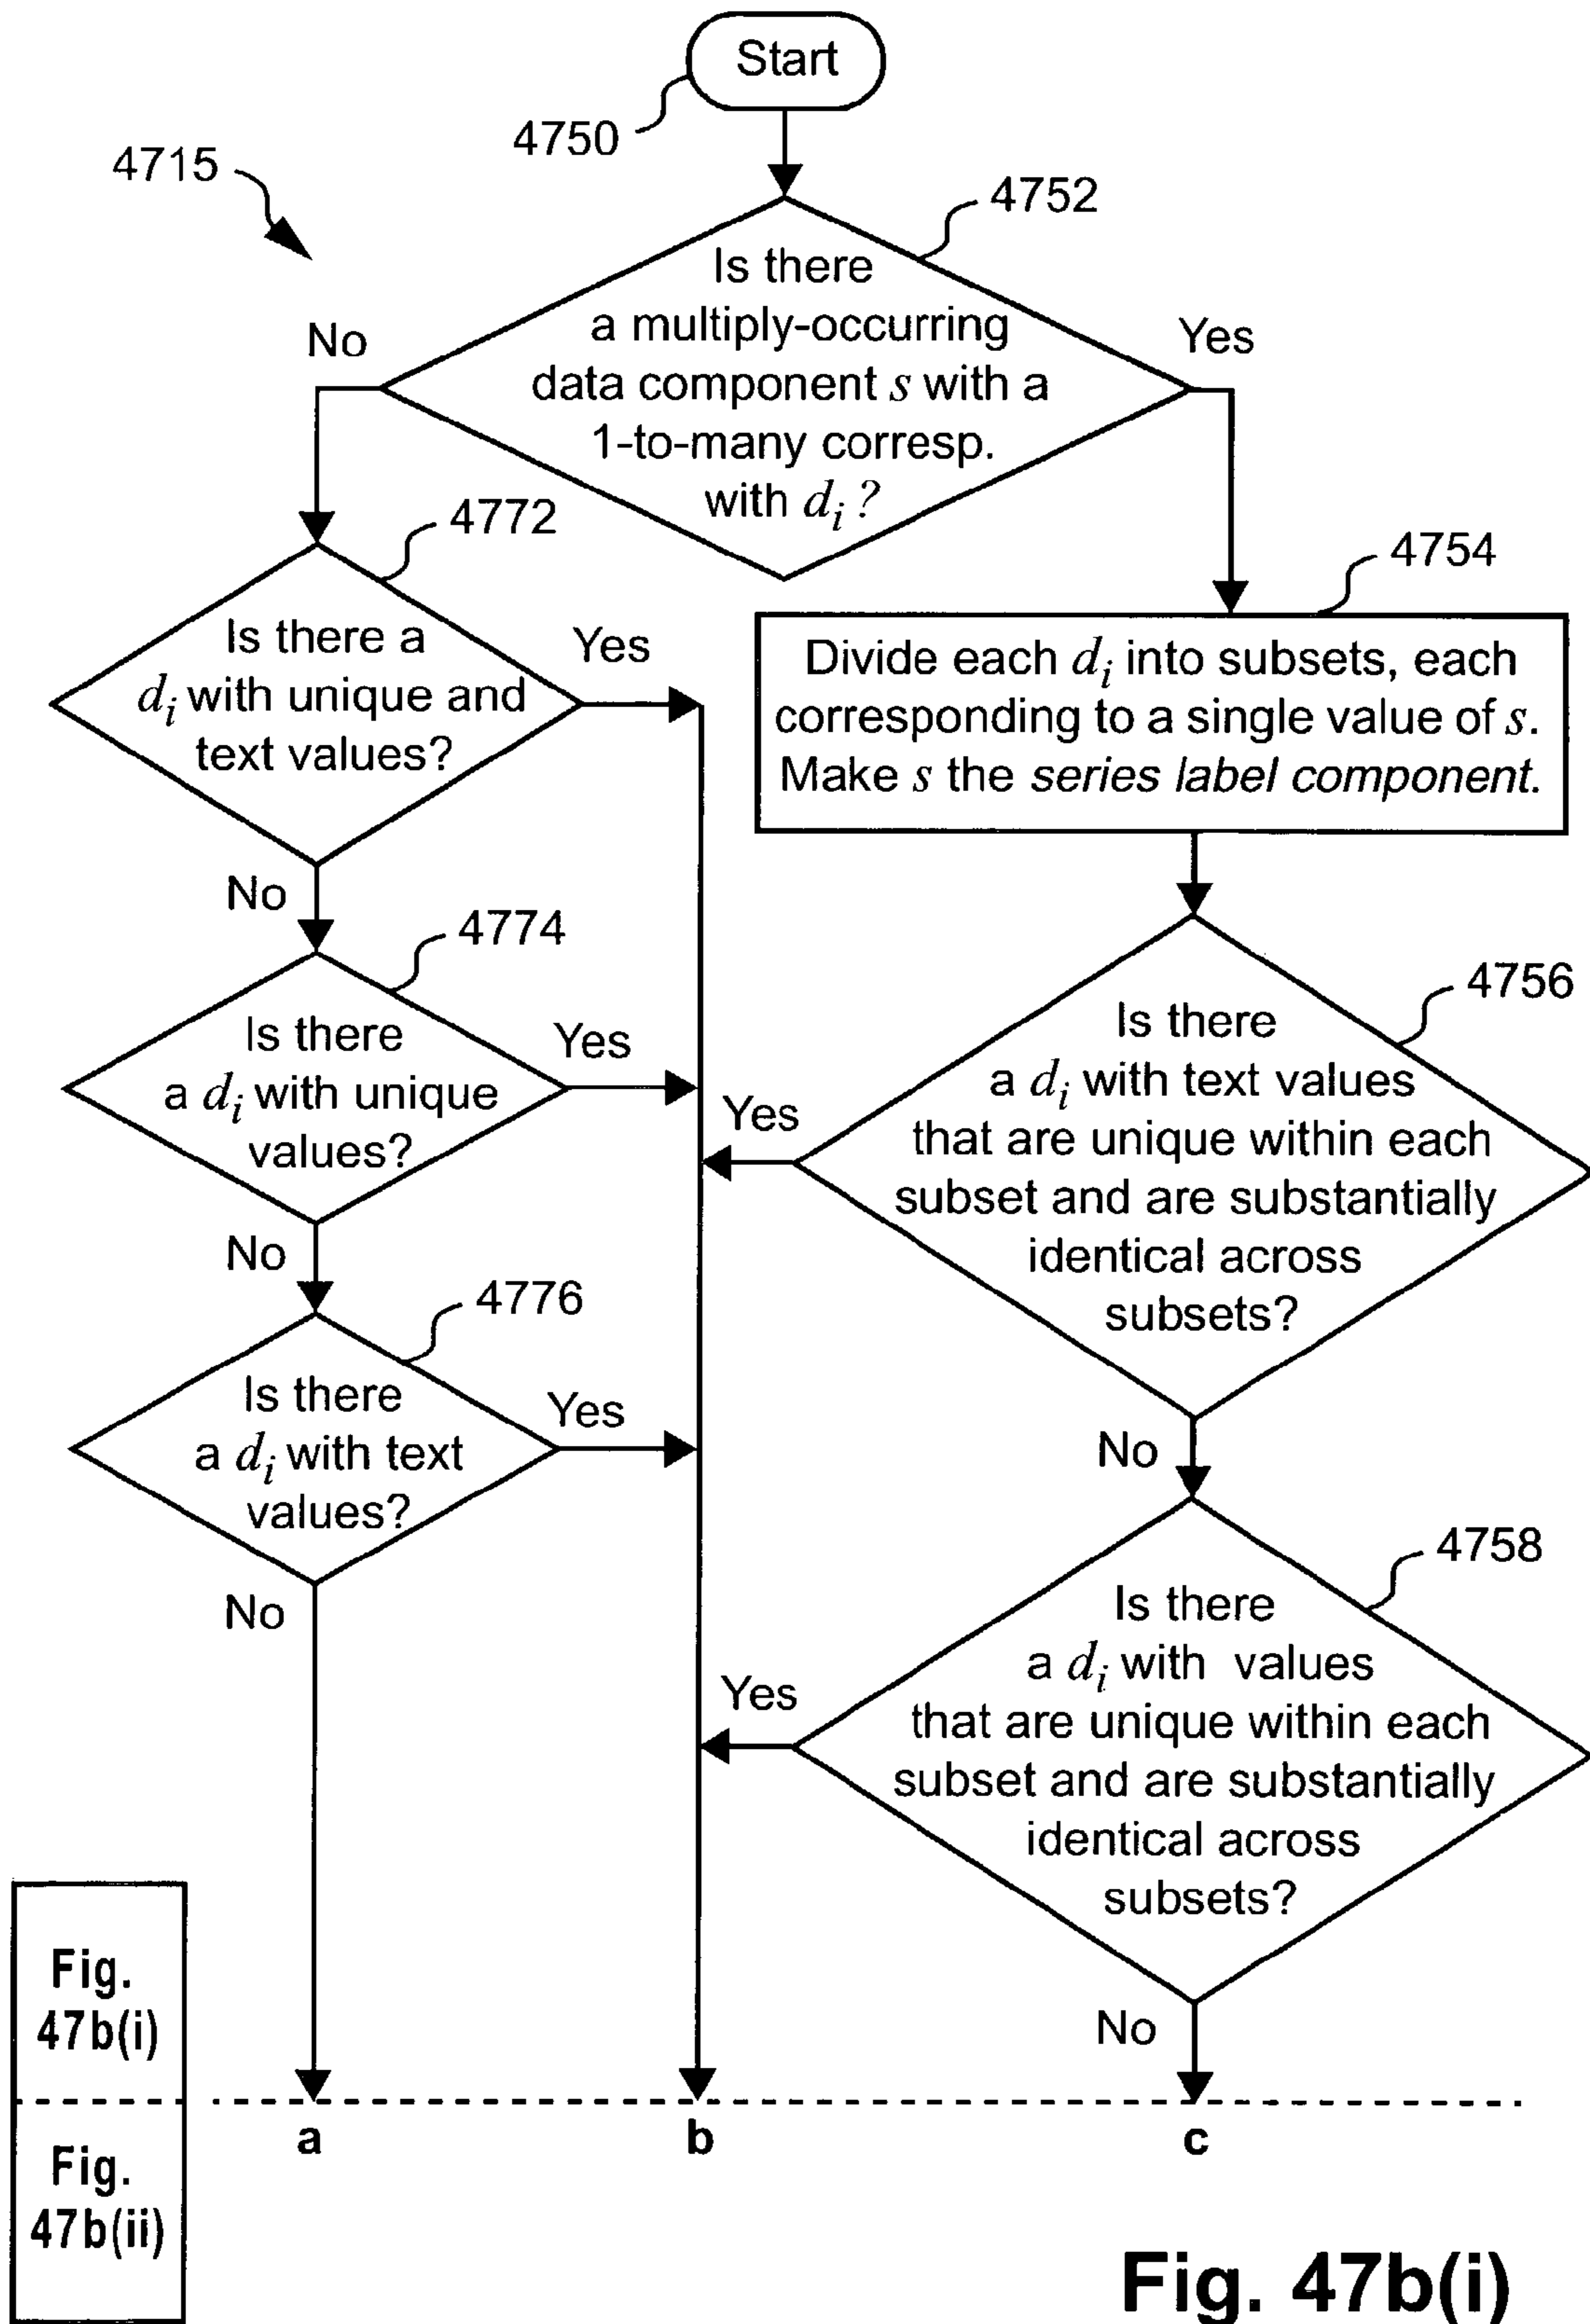 Start
4750
4715
4752
Is there
a multiply-occurring
data component s with a
1-to-many corresp.
with di?
No
Yes
4772
Is there a
di with unique and
text values?
Yes
No
4754
Divide each di into subsets, each
corresponding to a single value of s.
Make s the series label component.
4774
Is there
a di with unique
values?
Yes
No
4756
Is there
a di with text values
that are unique within each
subset and are substantially
identical across
subsets?
Yes
No
4776
Is there
a di with text
values?
Yes
No
4758
Is there
a di with values
that are unique within each
subset and are substantially
identical across
subsets?
Yes
No
Fig.
47b(i)
Fig.
47b(ii)
a
b
c
Fig. 47b(i)